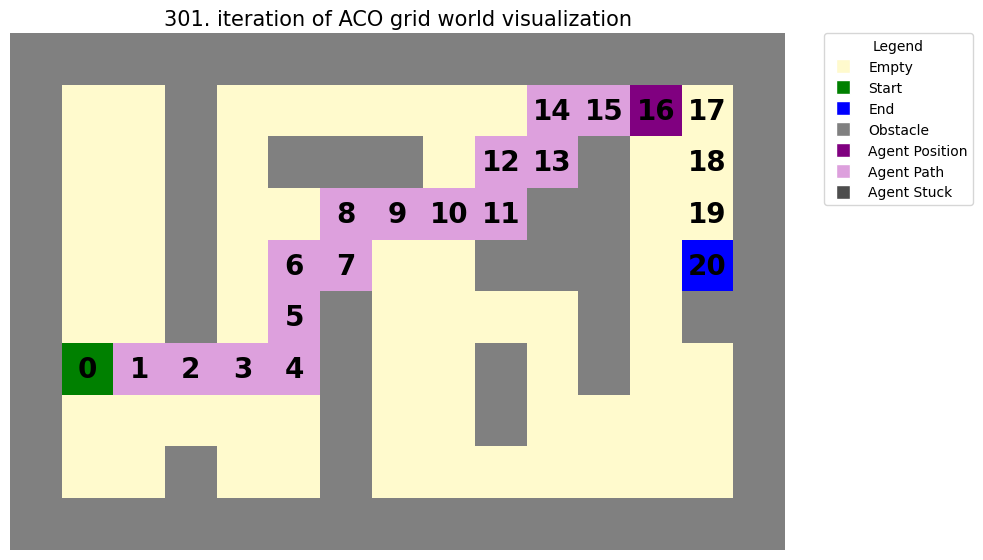 301. iteration of ACO grid world visualization
14 15 16 17
12 13 18
8 9 10 11 19
6 7 20
5
0 1 2 3 4
Legend
Empty
Start
End
Obstacle
Agent Position
Agent Path
Agent Stuck